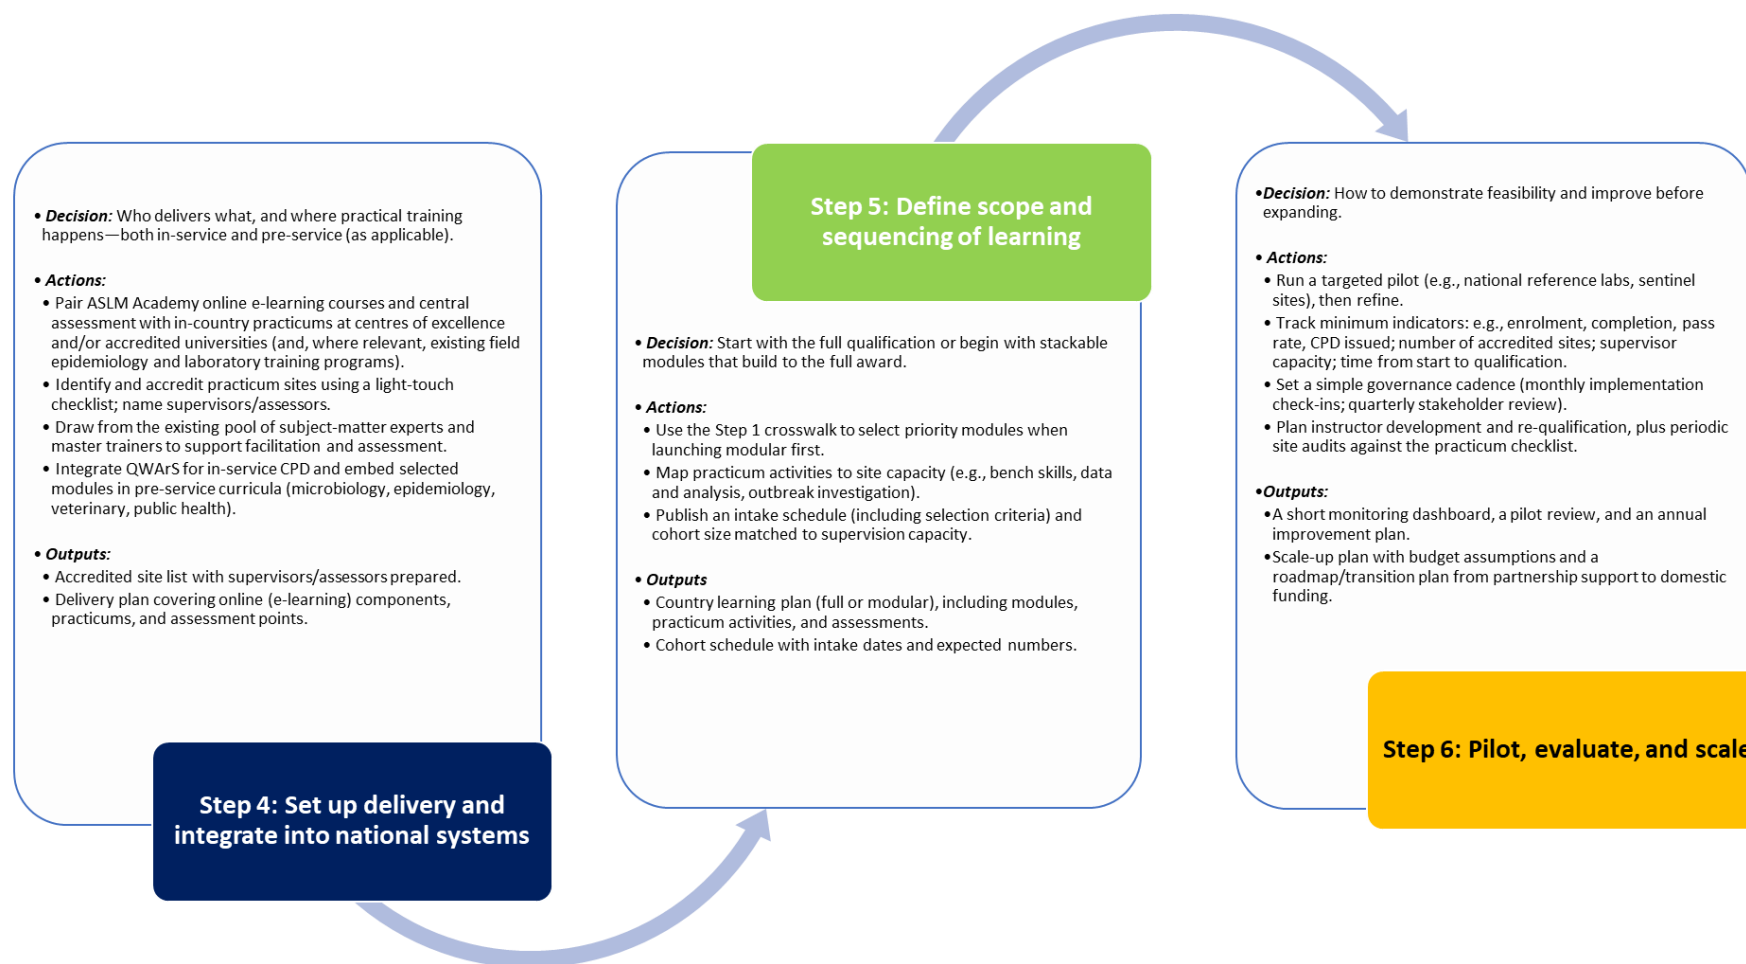 • Decision: Who delivers what, and where practical training
happens—both in-service and pre-service (as applicable).
• Actions:
• Pair ASLM Academy online e-learning courses and central
assessment with in-country practicums at centres of excellence
and/or accredited universities (and, where relevant, existing field
epidemiology and laboratory training programs).
• Identify and accredit practicum sites using a light-touch
checklist; name supervisors/assessors.
• Draw from the existing pool of subject-matter experts and
master trainers to support facilitation and assessment.
• Integrate QWArS for in-service CPD and embed selected
modules in pre-service curricula (microbiology, epidemiology,
veterinary, public health).
• Outputs:
• Accredited site list with supervisors/assessors prepared.
• Delivery plan covering online (e-learning) components,
practicums, and assessment points.
Step 4: Set up delivery and
integrate into national systems
Step 5: Define scope and
sequencing of learning
• Decision: Start with the full qualification or begin with stackable
modules that build to the full award.
• Actions:
• Use the Step 1 crosswalk to select priority modules when
launching modular first.
• Map practicum activities to site capacity (e.g., bench skills, data
and analysis, outbreak investigation).
• Publish an intake schedule (including selection criteria) and
cohort size matched to supervision capacity.
• Outputs
• Country learning plan (full or modular), including modules,
practicum activities, and assessments.
• Cohort schedule with intake dates and expected numbers.
•Decision: How to demonstrate feasibility and improve before
expanding.
• Actions:
• Run a targeted pilot (e.g., national reference labs, sentinel
sites), then refine.
• Track minimum indicators: e.g., enrolment, completion, pass
rate, CPD issued; number of accredited sites; supervisor
capacity; time from start to qualification.
• Set a simple governance cadence (monthly implementation
check-ins; quarterly stakeholder review).
• Plan instructor development and re-qualification, plus periodic
site audits against the practicum checklist.
•Outputs:
•A short monitoring dashboard, a pilot review, and an annual
improvement plan.
•Scale-up plan with budget assumptions and a
roadmap/transition plan from partnership support to domestic
funding.
Step 6: Pilot, evaluate, and scale